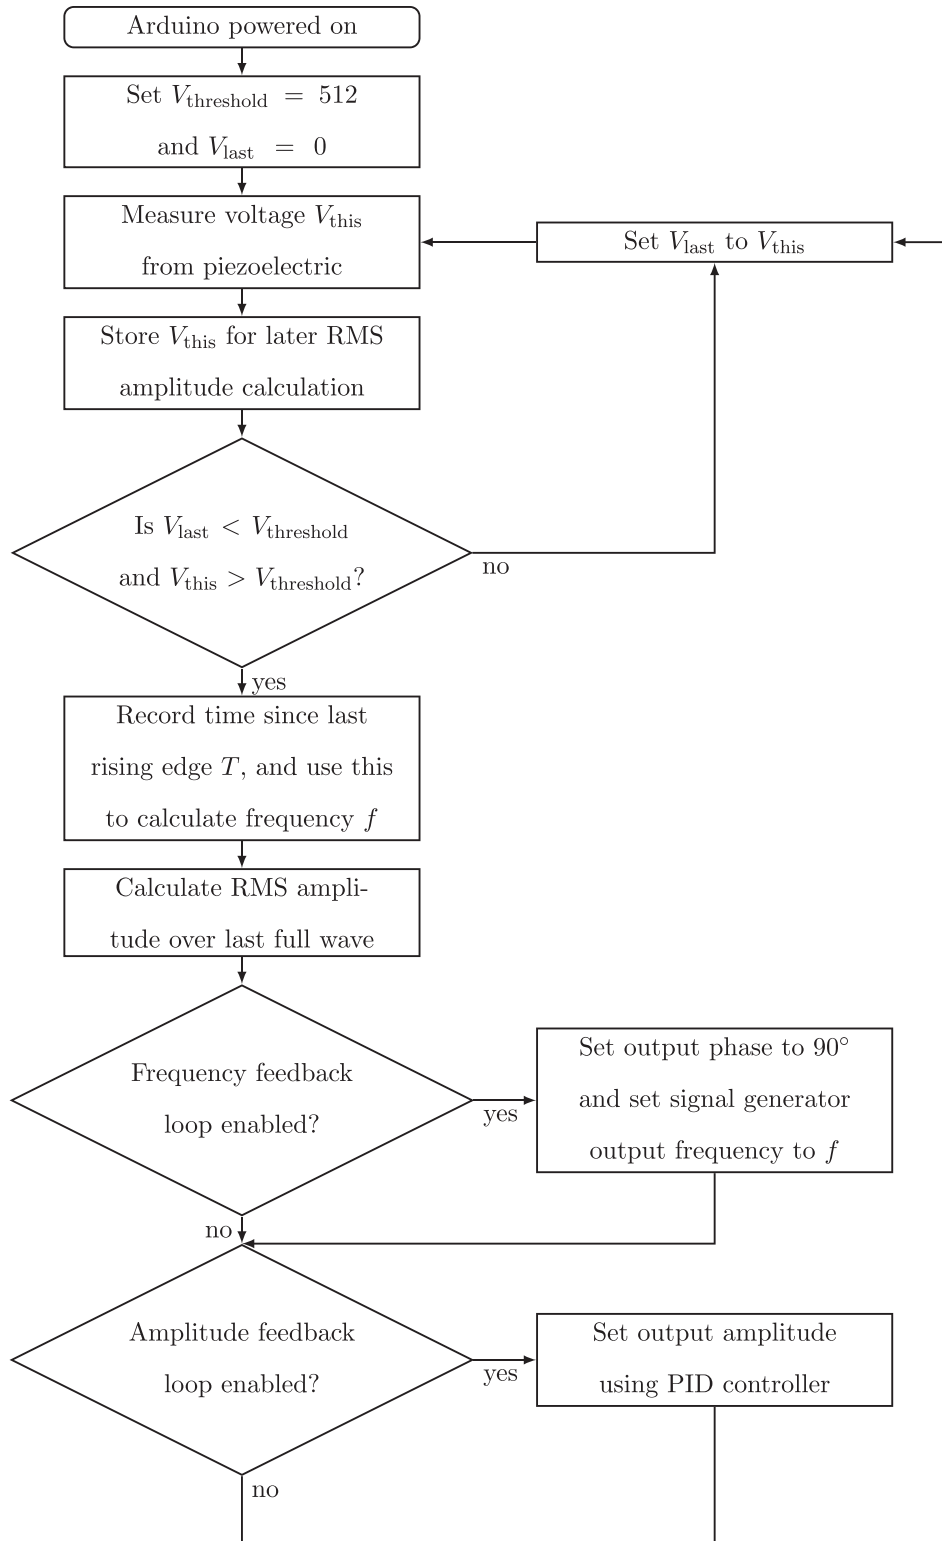 Arduino powered on
Set V_threshold = 512
and V_last = 0
Measure voltage V_this
from piezoelectric
Set V_last to V_this
Store V_this for later RMS
amplitude calculation
Is V_last < V_threshold
and V_this > V_threshold?
no
yes
Record time since last
rising edge T, and use this
to calculate frequency f
Calculate RMS ampli-
tude over last full wave
Frequency feedback
loop enabled?
yes
Set output phase to 90°
and set signal generator
output frequency to f
no
Amplitude feedback
loop enabled?
yes
Set output amplitude
using PID controller
no